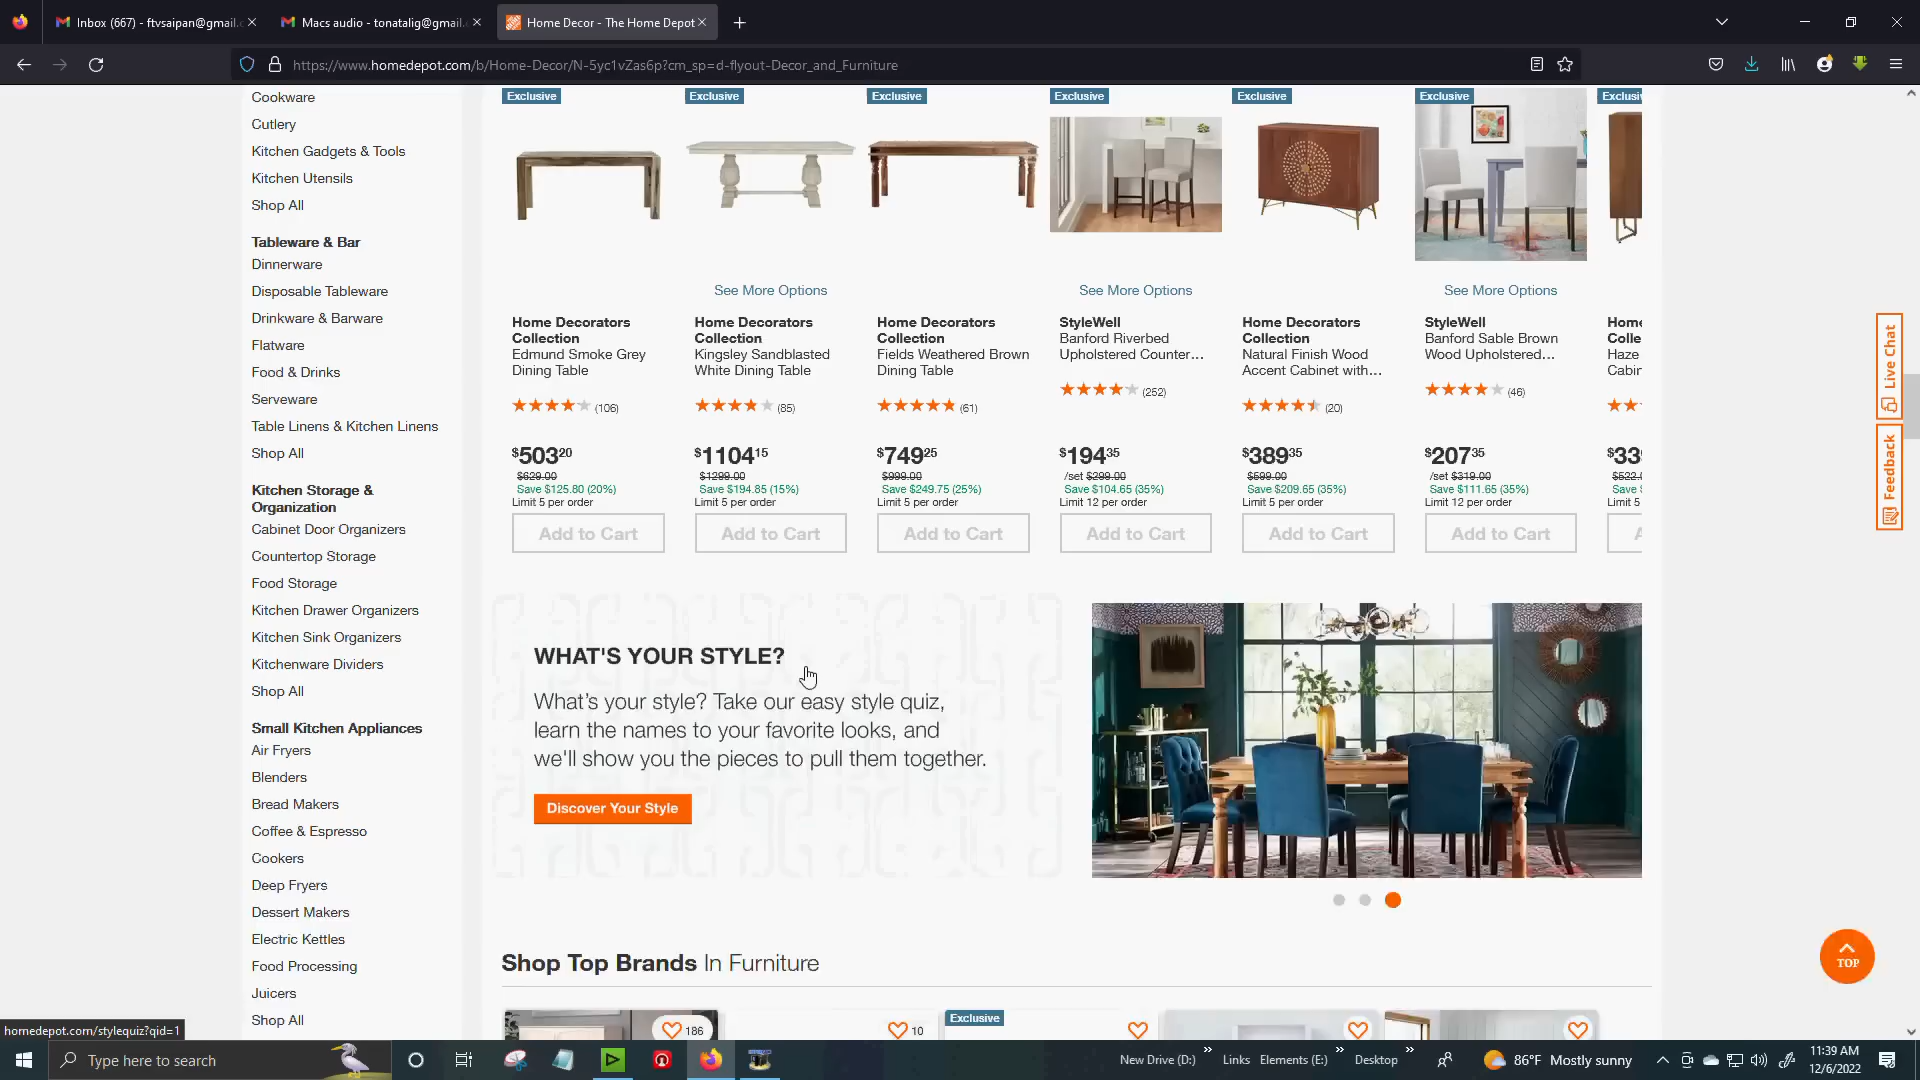 Inbox (667) - ftvsaipan@gmail.
Macs audio - tonatalig@gmail.
Home Decor - The Home Depot
https://www.homedepot.com/b/Home-Decor/N-5yc1vZas6p?cm_sp=d-flyout-Decor_and_Furniture
Cookware
Cutlery
Kitchen Gadgets & Tools
Kitchen Utensils
Shop All
Tableware & Bar
Dinnerware
Disposable Tableware
Drinkware & Barware
Flatware
Food & Drinks
Serveware
Table Linens & Kitchen Linens
Shop All
Kitchen Storage &
Organization
Cabinet Door Organizers
Countertop Storage
Food Storage
Kitchen Drawer Organizers
Kitchen Sink Organizers
Kitchenware Dividers
Shop All
Small Kitchen Appliances
Air Fryers
Blenders
Bread Makers
Coffee & Espresso
Cookers
Deep Fryers
Dessert Makers
Electric Kettles
Food Processing
Juicers
Shop All
Exclusive
Home Decorators
Collection
Edmund Smoke Grey
Dining Table
(106)
$503 20
$629.00
Save $125.80 (20%)
Limit 5 per order
Add to Cart
Exclusive
See More Options
Home Decorators
Collection
Kingsley Sandblasted
White Dining Table
(85)
$1104 15
$1299.00
Save $194.85 (15%)
Limit 5 per order
Add to Cart
Exclusive
Home Decorators
Collection
Fields Weathered Brown
Dining Table
(61)
$749 25
$999.00
Save $249.75 (25%)
Limit 5 per order
Add to Cart
Exclusive
See More Options
StyleWell
Banford Riverbed
Upholstered Counter...
(252)
$194 35
/set $299.00
Save $104.65 (35%)
Limit 12 per order
Add to Cart
Exclusive
Home Decorators
Collection
Natural Finish Wood
Accent Cabinet with...
(20)
$389 35
$599.00
Save $209.65 (35%)
Limit 5 per order
Add to Cart
Exclusive
See More Options
StyleWell
Banford Sable Brown
Wood Upholstered...
(46)
$207 35
/set $319.00
Save $111.65 (35%)
Limit 12 per order
Add to Cart
Exclusiv
Home
Colle
Haze
Cabin
$339
$522.
Save $
Limit 5
Live Chat
Feedback
WHAT'S YOUR STYLE?
What's your style? Take our easy style quiz,
learn the names to your favorite looks, and
we'll show you the pieces to pull them together.
Discover Your Style
Shop Top Brands In Furniture
186
10
Exclusive
TOP
homedepot.com/stylequiz?qid=1
Type here to search
New Drive (D:)
Links
Elements (E:)
Desktop
86°F Mostly sunny
11:39 AM
12/6/2022